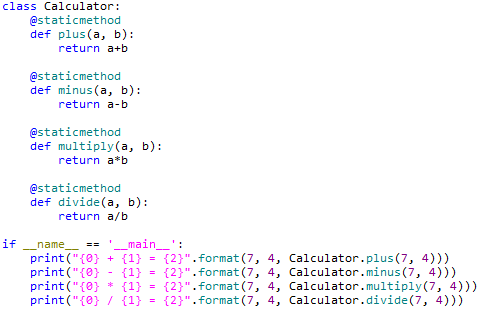 class Calculator:
    @staticmethod
    def plus(a, b):
        return a+b

    @staticmethod
    def minus(a, b):
        return a-b

    @staticmethod
    def multiply(a, b):
        return a*b

    @staticmethod
    def divide(a, b):
        return a/b

if __name__ == '__main__':
    print("{0} + {1} = {2}".format(7, 4, Calculator.plus(7, 4)))
    print("{0} - {1} = {2}".format(7, 4, Calculator.minus(7, 4)))
    print("{0} * {1} = {2}".format(7, 4, Calculator.multiply(7, 4)))
    print("{0} / {1} = {2}".format(7, 4, Calculator.divide(7, 4)))